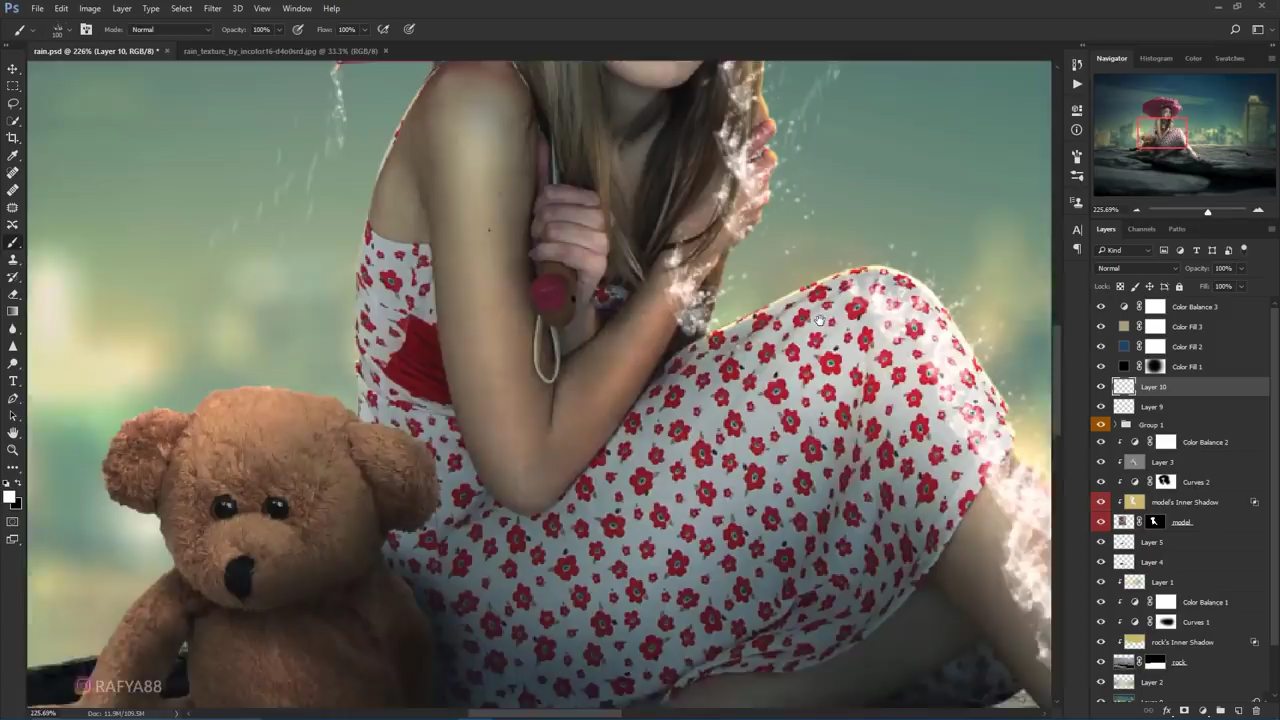 Ps File Edit Image Layer Type Select Filter 3D View Window Help
100 Mode: Normal Opacity: 100% Flow: 100%
rain.psd @ 226% (Layer 10, RGB/8) * × rain_texture_by_incolor16-d4o0srd.jpg @ 33.3% (RGB/8) ×
Navigator Histogram Color Swatches
225.69%
Layers Channels Paths
Kind
Normal Opacity: 100%
Lock: Fill: 100%
Color Balance 3
Color Fill 3
Color Fill 2
Color Fill 1
Layer 10
Layer 9
Group 1
Color Balance 2
Layer 3
Curves 2
model's Inner Shadow
model
Layer 5
Layer 4
Layer 1
Color Balance 1
Curves 1
rock's Inner Shadow
rock
Layer 2
RAFYA88
225.69% Doc: 11.9M/109.5M